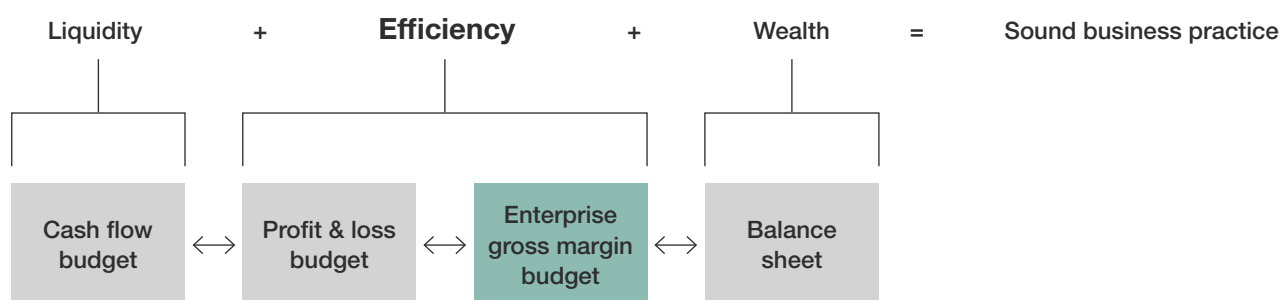 Liquidity + Efficiency + Wealth = Sound business practice
Cash flow
budget
Profit & loss
budget
Enterprise
gross margin
budget
Balance
sheet